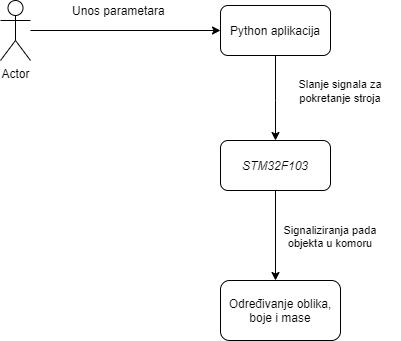 Unos parametara
Python aplikacija
Actor
Slanje signala za
pokretanje stroja
STM32F103
Signaliziranja pada
objekta u komoru
Određivanje oblika,
boje i mase